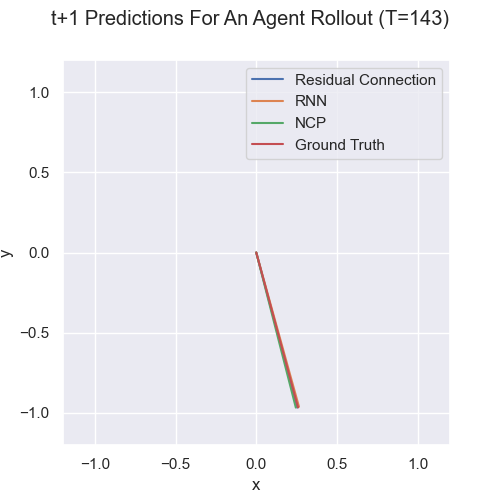 t+1 Predictions For An Agent Rollout (T=143)
Residual Connection
RNN
NCP
Ground Truth
1.0
0.5
0.0
−0.5
−1.0
y
−1.0 −0.5 0.0 0.5 1.0
x